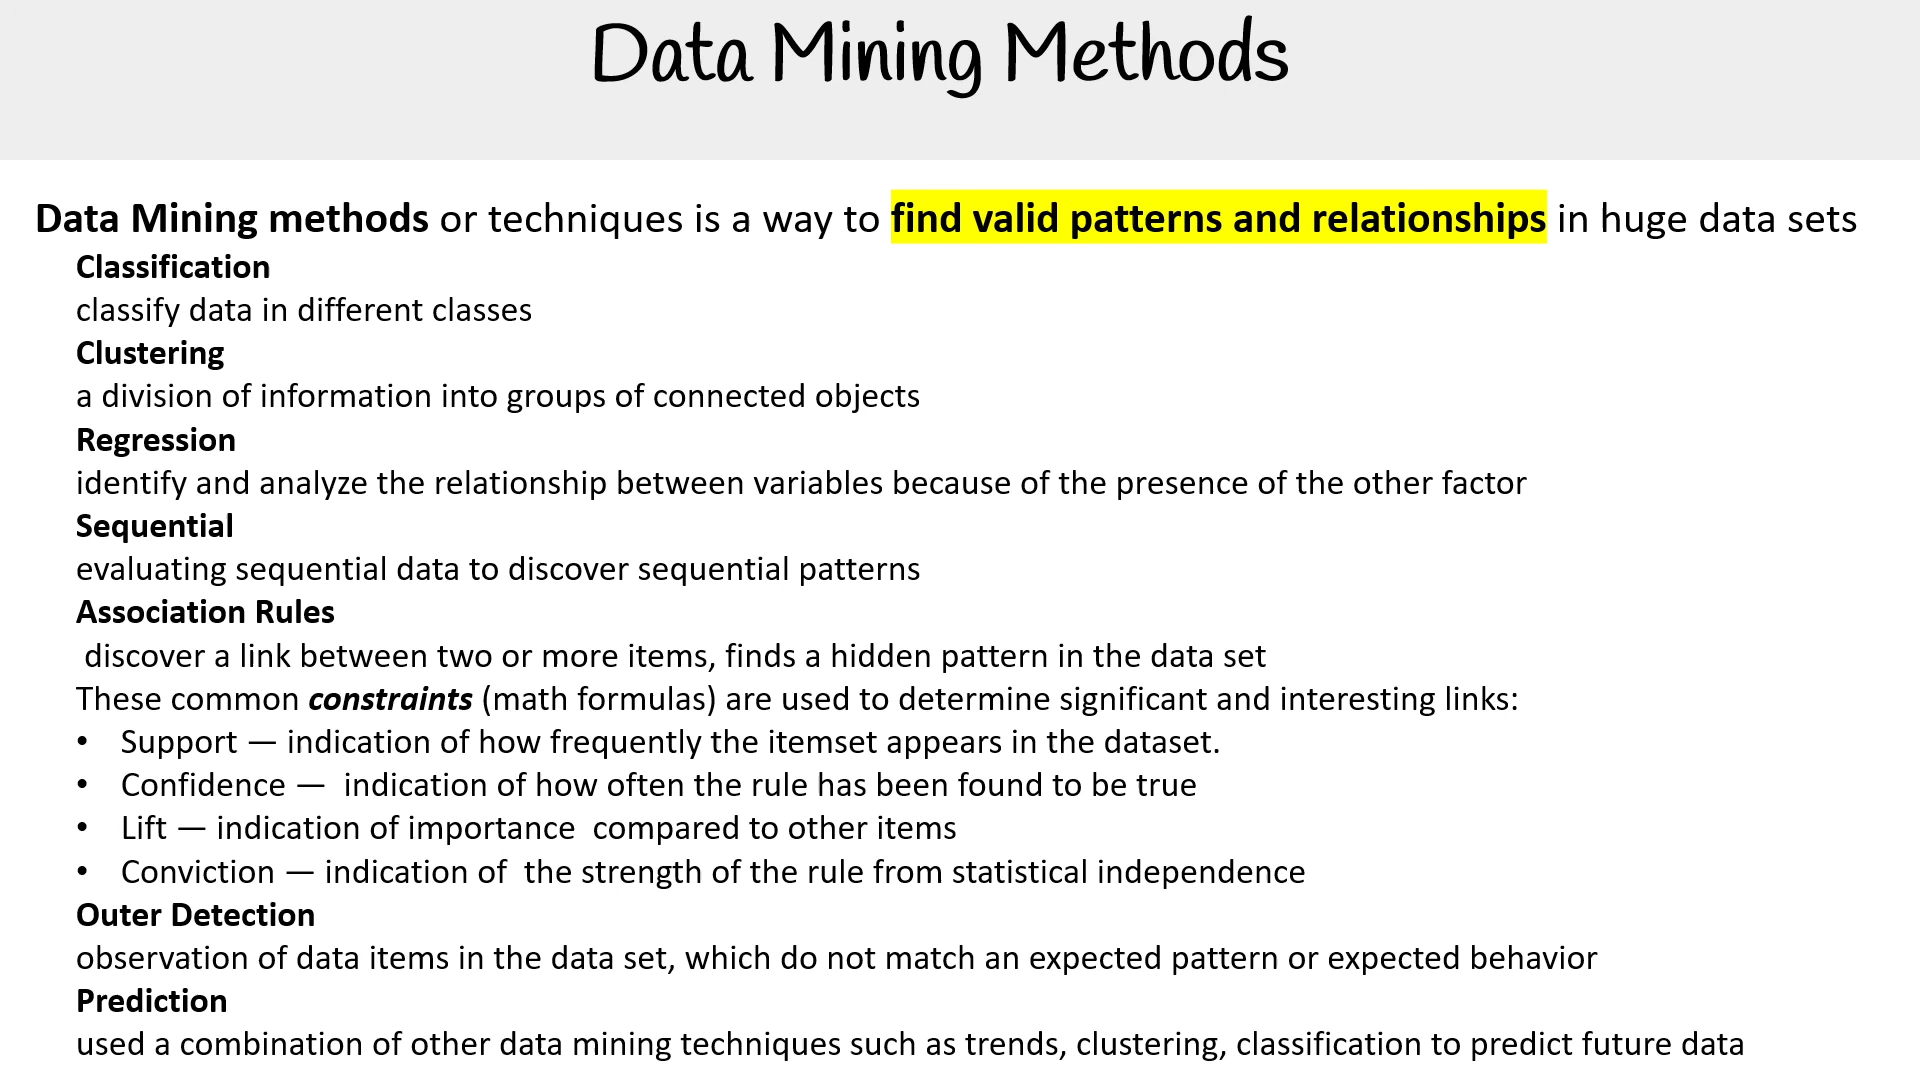 Data Mining Methods
Data Mining methods or techniques is a way to find valid patterns and relationships in huge data sets
Classification
classify data in different classes
Clustering
a division of information into groups of connected objects
Regression
identify and analyze the relationship between variables because of the presence of the other factor
Sequential
evaluating sequential data to discover sequential patterns
Association Rules
discover a link between two or more items, finds a hidden pattern in the data set
These common constraints (math formulas) are used to determine significant and interesting links:
• Support — indication of how frequently the itemset appears in the dataset.
• Confidence —  indication of how often the rule has been found to be true
• Lift — indication of importance  compared to other items
• Conviction — indication of  the strength of the rule from statistical independence
Outer Detection
observation of data items in the data set, which do not match an expected pattern or expected behavior
Prediction
used a combination of other data mining techniques such as trends, clustering, classification to predict future data